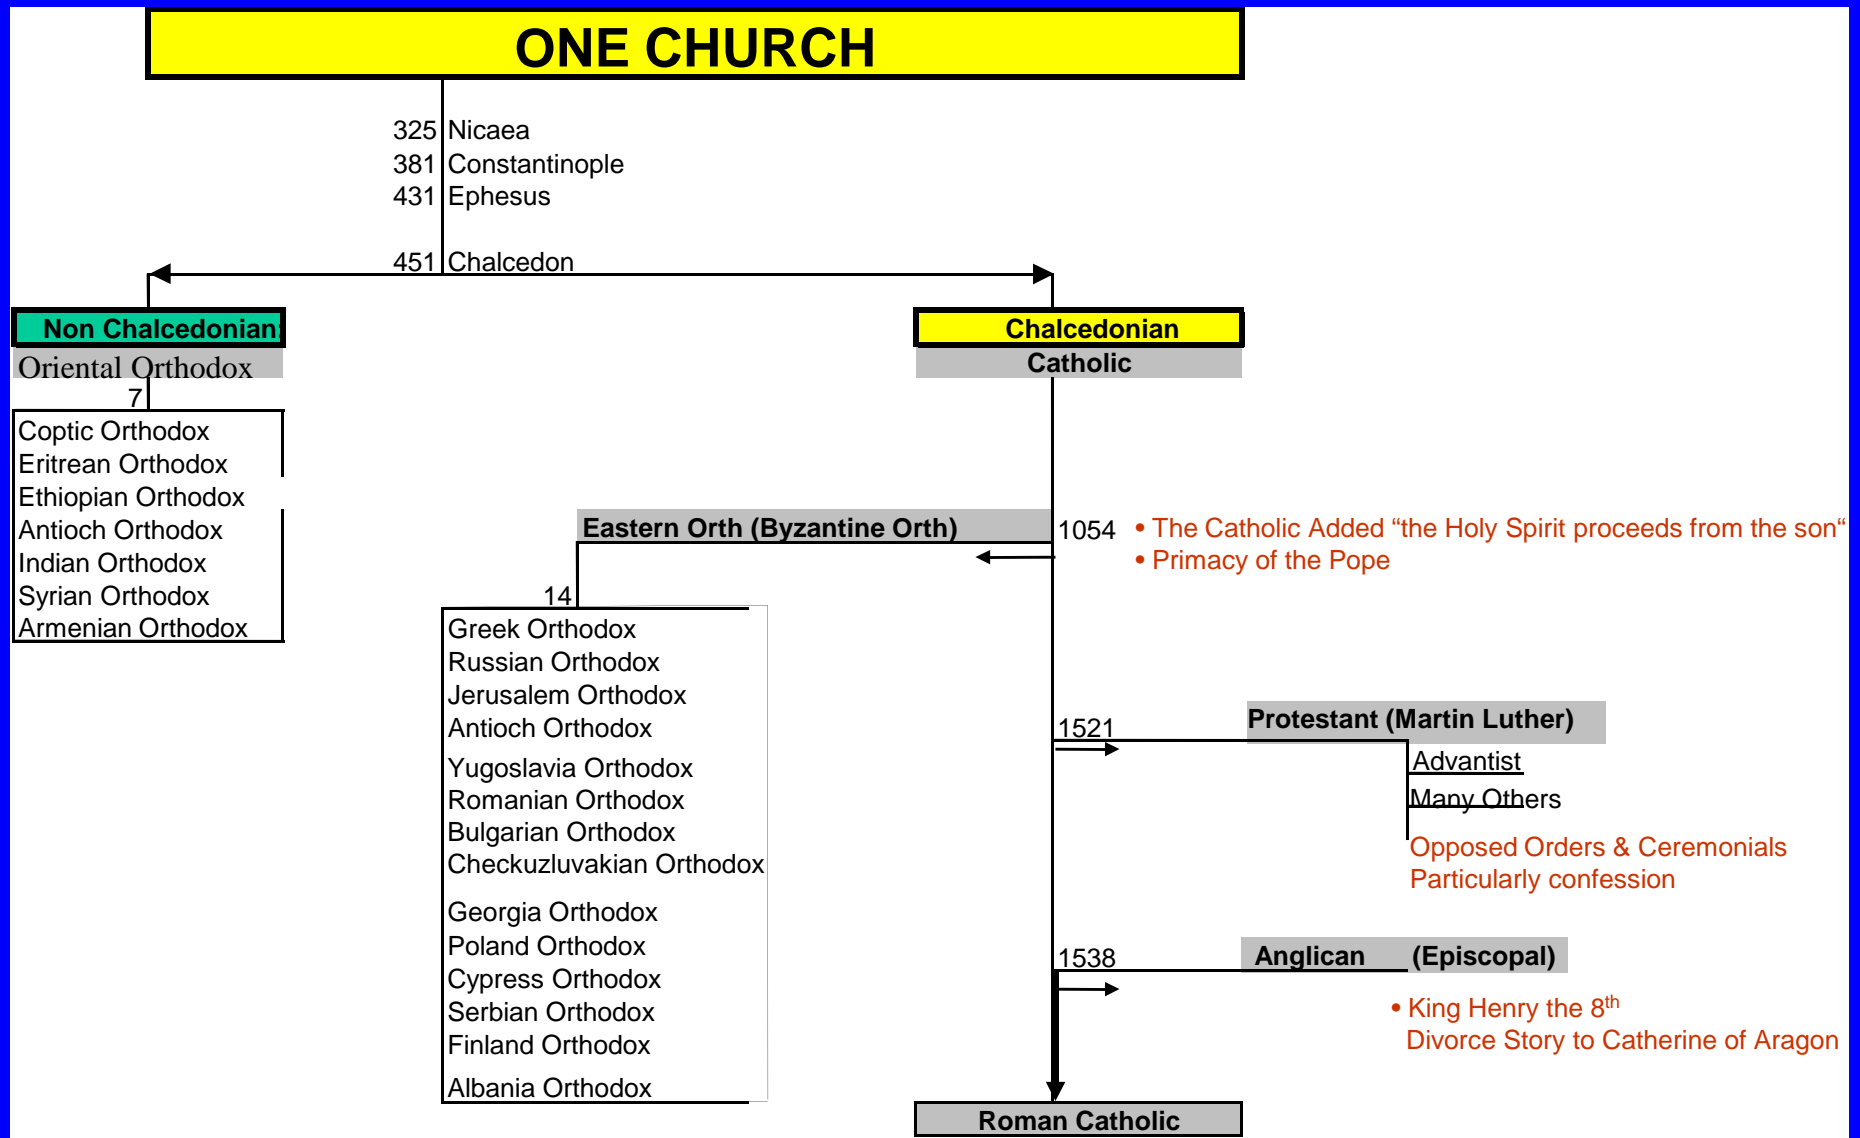 ONE CHURCH
325 Nicaea
381 Constantinople
431 Ephesus
451 Chalcedon
Non Chalcedonian:
Oriental Orthodox
7
Coptic Orthodox
Eritrean Orthodox
Ethiopian Orthodox
Antioch Orthodox
Indian Orthodox
Syrian Orthodox
Armenian Orthodox
Chalcedonian
Catholic
Eastern Orth (Byzantine Orth)
1054
• The Catholic Added “the Holy Spirit proceeds from the son“
• Primacy of the Pope
14
Greek Orthodox
Russian Orthodox
Jerusalem Orthodox
Antioch Orthodox
Yugoslavia Orthodox
Romanian Orthodox
Bulgarian Orthodox
Checkuzluvakian Orthodox
Georgia Orthodox
Poland Orthodox
Cypress Orthodox
Serbian Orthodox
Finland Orthodox
Albania Orthodox
1521
Protestant (Martin Luther)
Advantist
Many Others
Opposed Orders & Ceremonials
Particularly confession
1538
Anglican (Episcopal)
• King Henry the 8th
Divorce Story to Catherine of Aragon
Roman Catholic